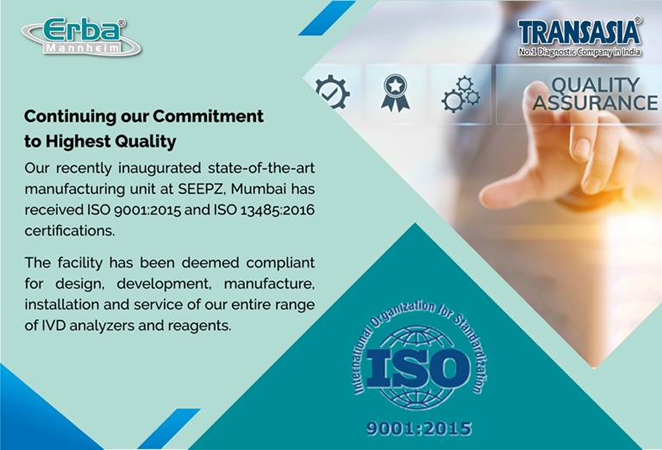 Erba®
Mannheim
TRANSASIA®
No.1 Diagnostic Company in India
QUALITY
ASSURANCE
Continuing our Commitment
to Highest Quality
Our recently inaugurated state-of-the-art
manufacturing unit at SEEPZ, Mumbai has
received ISO 9001:2015 and ISO 13485:2016
certifications.
The facility has been deemed compliant
for design, development, manufacture,
installation and service of our entire range
of IVD analyzers and reagents.
International Organization for Standardization
ISO
9001:2015